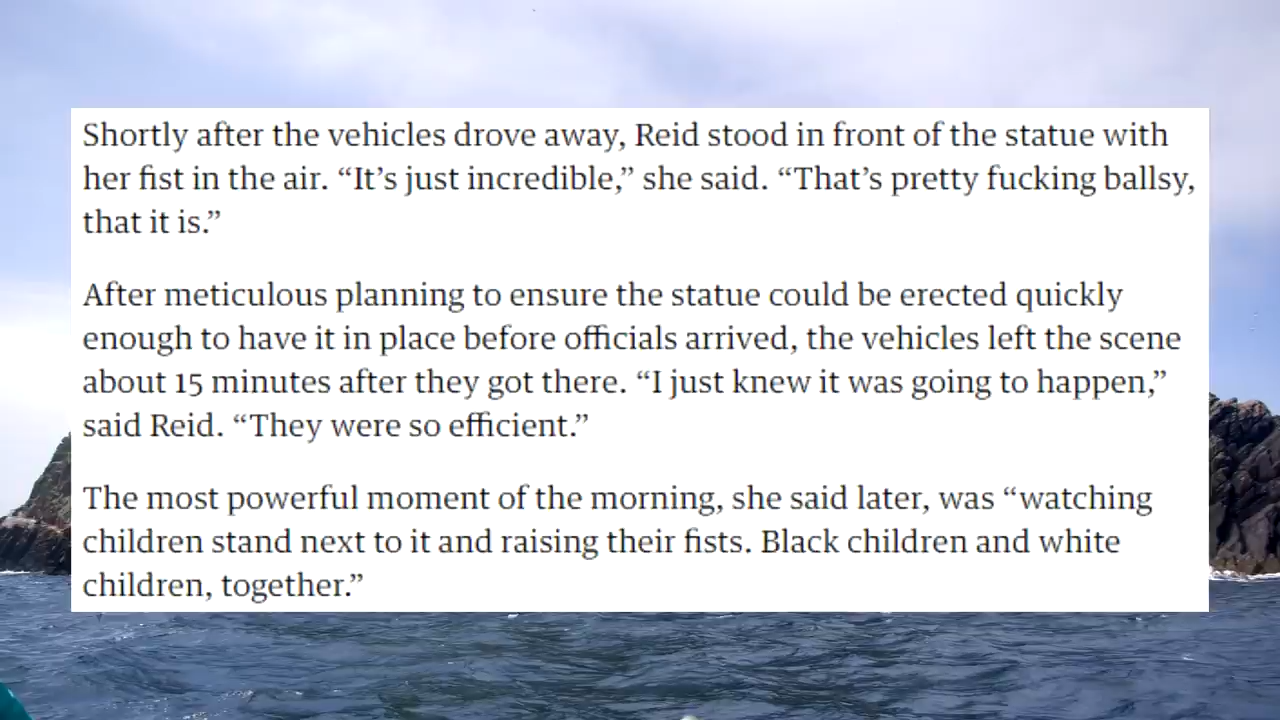 Shortly after the vehicles drove away, Reid stood in front of the statue with
her fist in the air. “It’s just incredible,” she said. “That’s pretty fucking ballsy,
that it is.”
After meticulous planning to ensure the statue could be erected quickly
enough to have it in place before officials arrived, the vehicles left the scene
about 15 minutes after they got there. “I just knew it was going to happen,”
said Reid. “They were so efficient.”
The most powerful moment of the morning, she said later, was “watching
children stand next to it and raising their fists. Black children and white
children, together.”